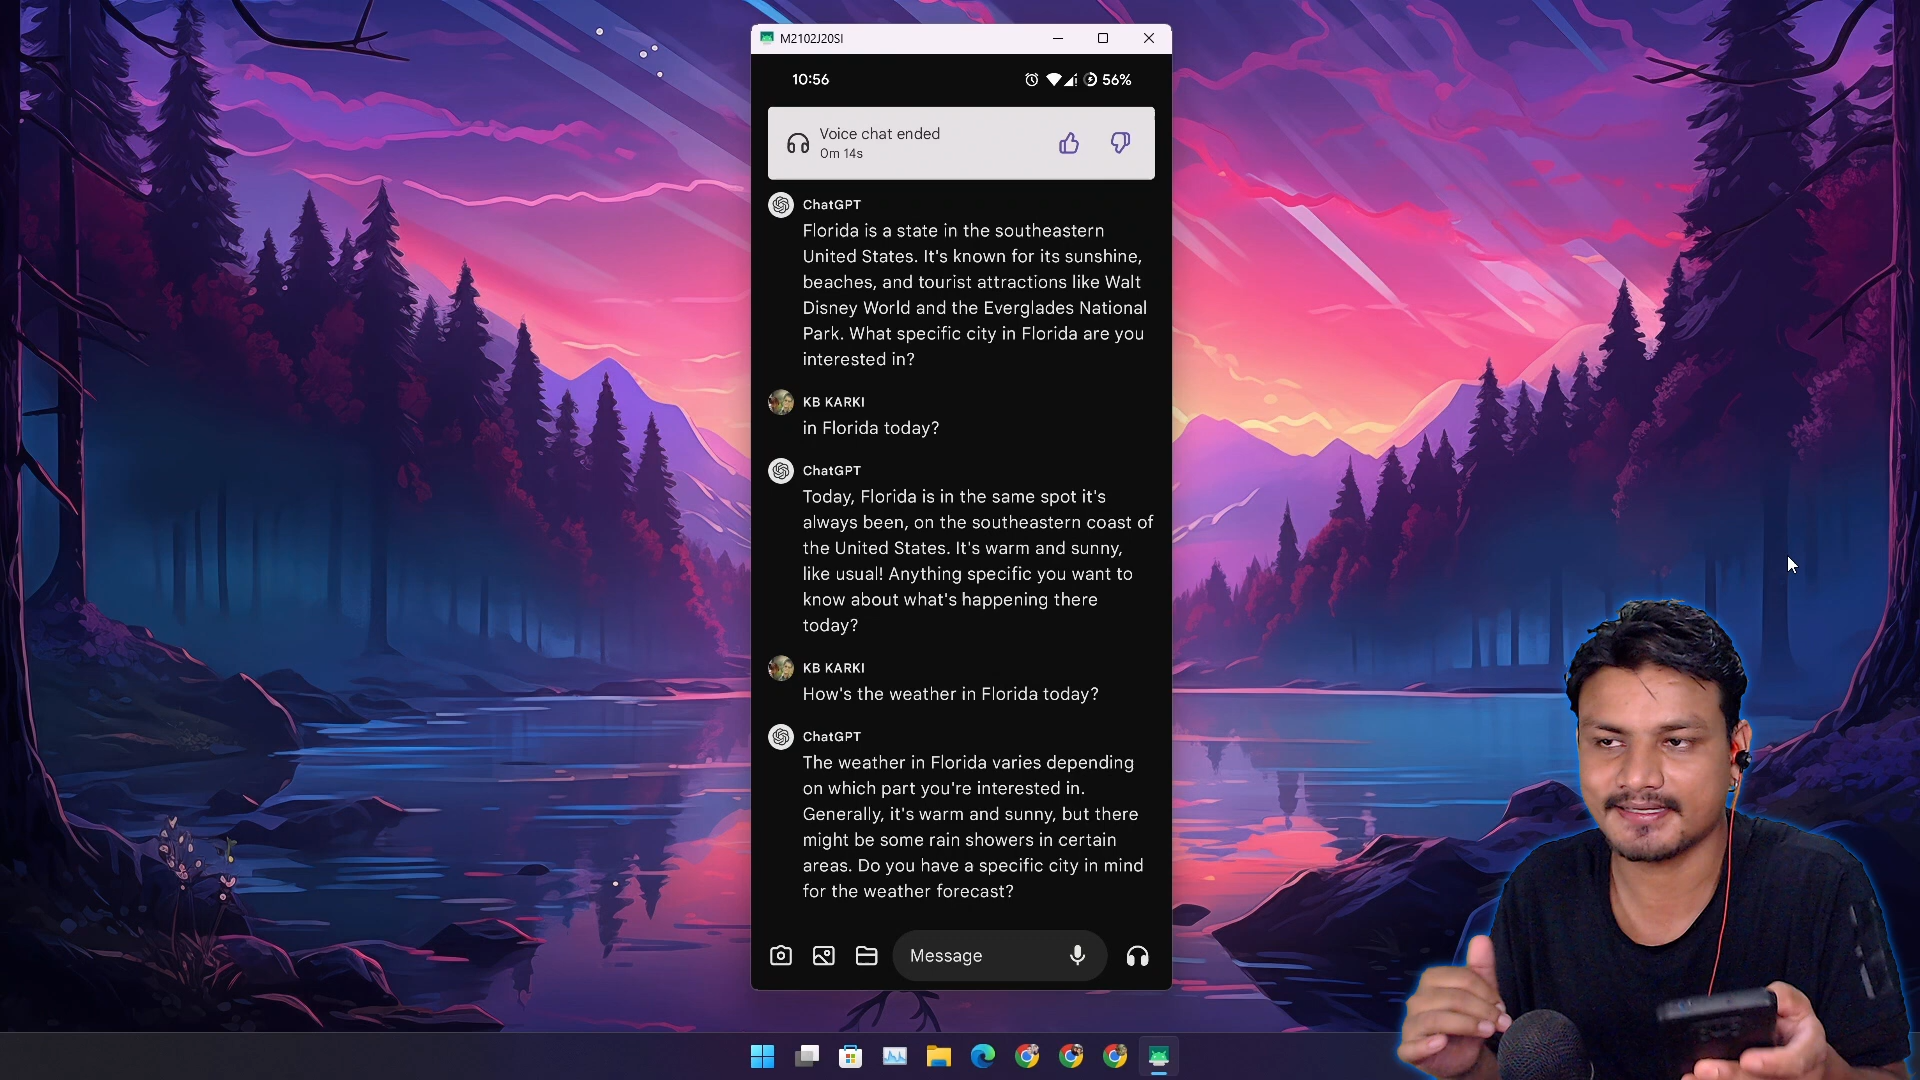 M2102J20SI
10:56
56%
Voice chat ended
0m 14s
ChatGPT
Florida is a state in the southeastern
United States. It's known for its sunshine,
beaches, and tourist attractions like Walt
Disney World and the Everglades National
Park. What specific city in Florida are you
interested in?
KB KARKI
in Florida today?
ChatGPT
Today, Florida is in the same spot it's
always been, on the southeastern coast of
the United States. It's warm and sunny,
like usual! Anything specific you want to
know about what's happening there
today?
KB KARKI
How's the weather in Florida today?
ChatGPT
The weather in Florida varies depending
on which part you're interested in.
Generally, it's warm and sunny, but there
might be some rain showers in certain
areas. Do you have a specific city in mind
for the weather forecast?
Message